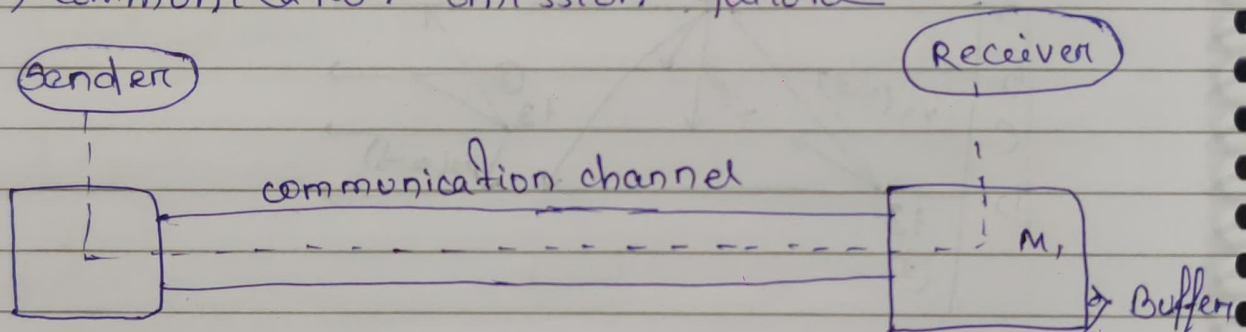 Receiver
Sender
communication channel
M,
Buffer